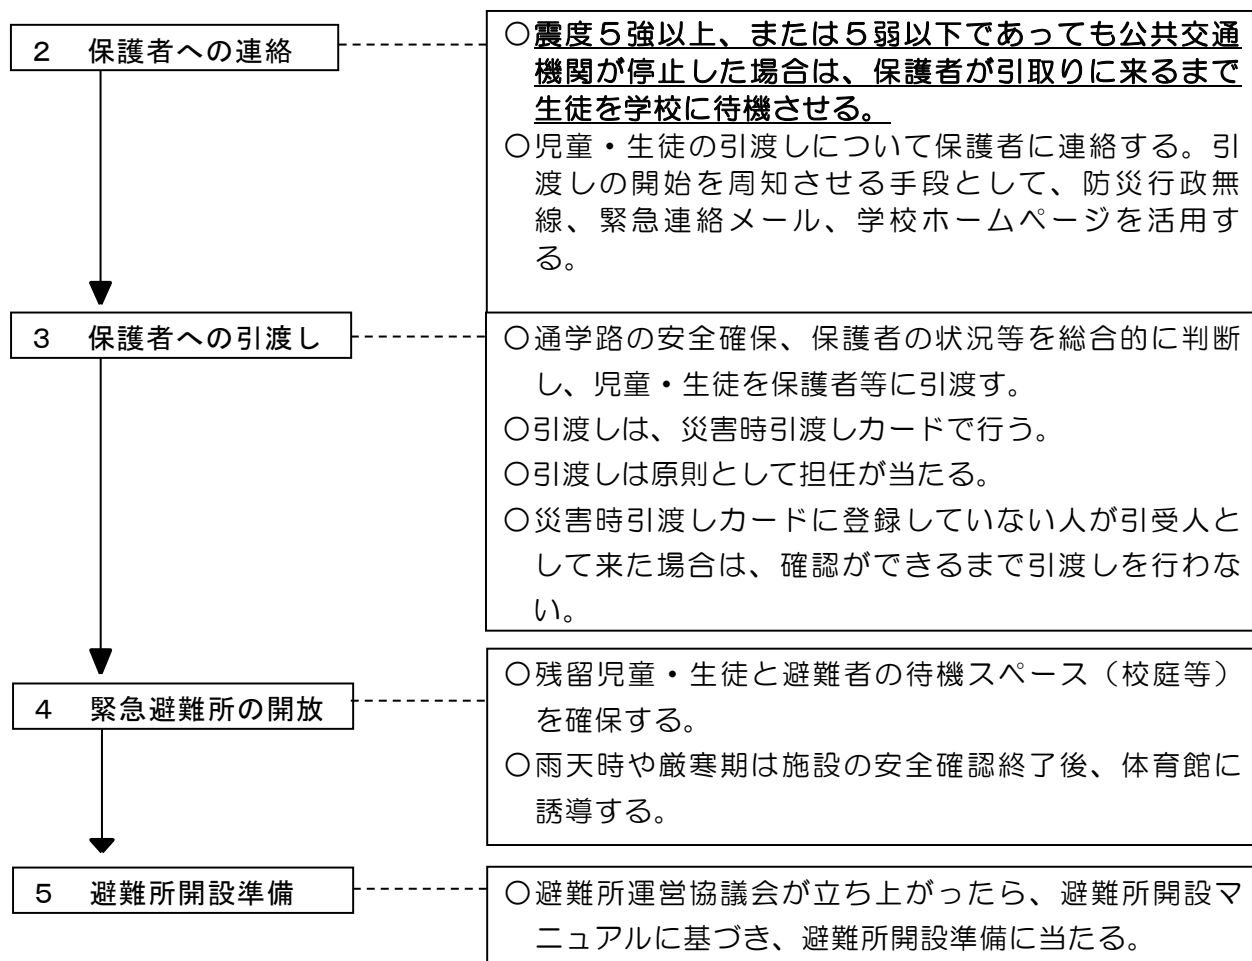 2 保護者への連絡
○震度５強以上、または５弱以下であっても公共交通
機関が停止した場合は、保護者が引取りに来るまで
生徒を学校に待機させる。
○児童・生徒の引渡しについて保護者に連絡する。引
渡しの開始を周知させる手段として、防災行政無
線、緊急連絡メール、学校ホームページを活用す
る。
3 保護者への引渡し
○通学路の安全確保、保護者の状況等を総合的に判断
し、児童・生徒を保護者等に引渡す。
○引渡しは、災害時引渡しカードで行う。
○引渡しは原則として担任が当たる。
○災害時引渡しカードに登録していない人が引受人と
して来た場合は、確認ができるまで引渡しを行わな
い。
4 緊急避難所の開放
○残留児童・生徒と避難者の待機スペース（校庭等）
を確保する。
○雨天時や厳寒期は施設の安全確認終了後、体育館に
誘導する。
5 避難所開設準備
○避難所運営協議会が立ち上がったら、避難所開設マ
ニュアルに基づき、避難所開設準備に当たる。